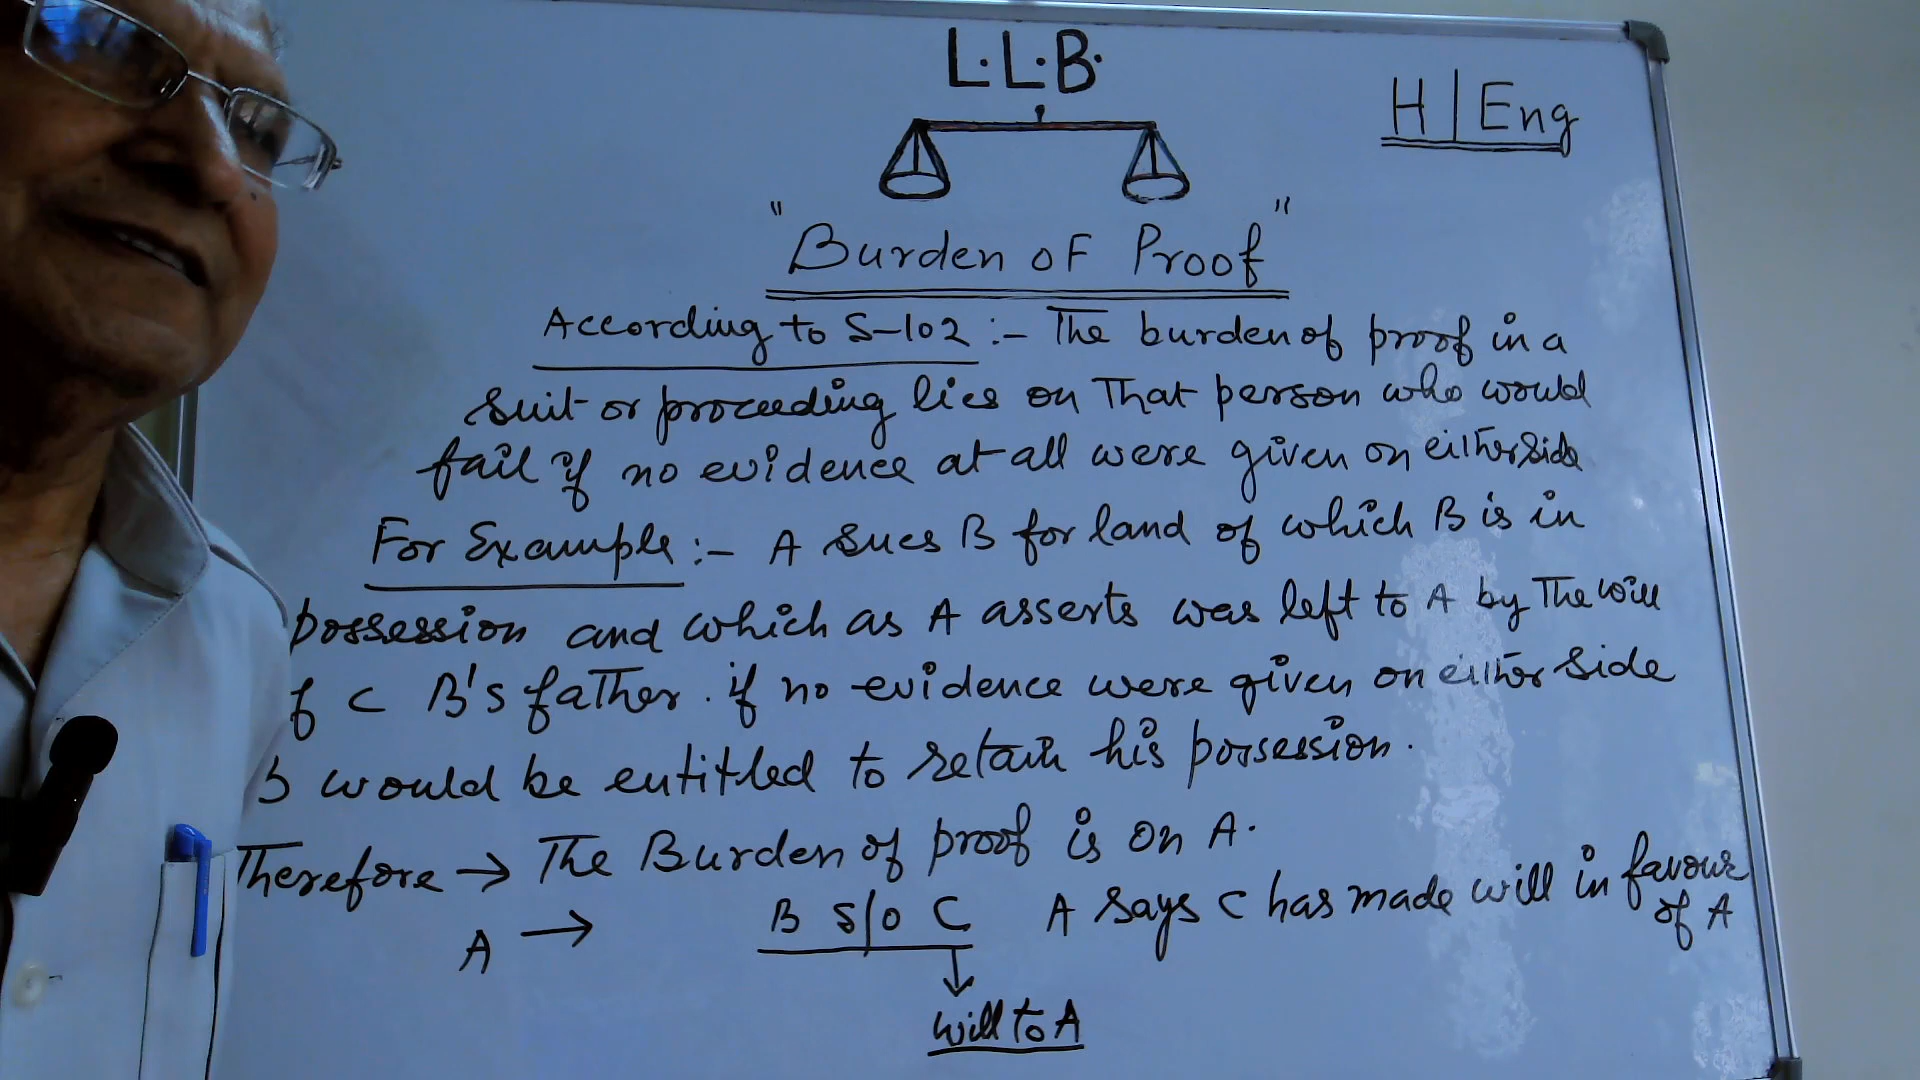 L.L.B.
H | Eng
"Burden oF Proof"
According to S-102 :- The burden of proof in a
suit or proceeding lies on That person who would
fail if no evidence at all were given on either side
For Example :- A sues B for land of which B is in
possession and which as A asserts was left to A by The will
of C B's father. if no evidence were given on either side
B would be entitled to retain his possession.
Therefore → The Burden of proof is on A.
A → B S/o C A says C has made will in favour of A
↓
will to A